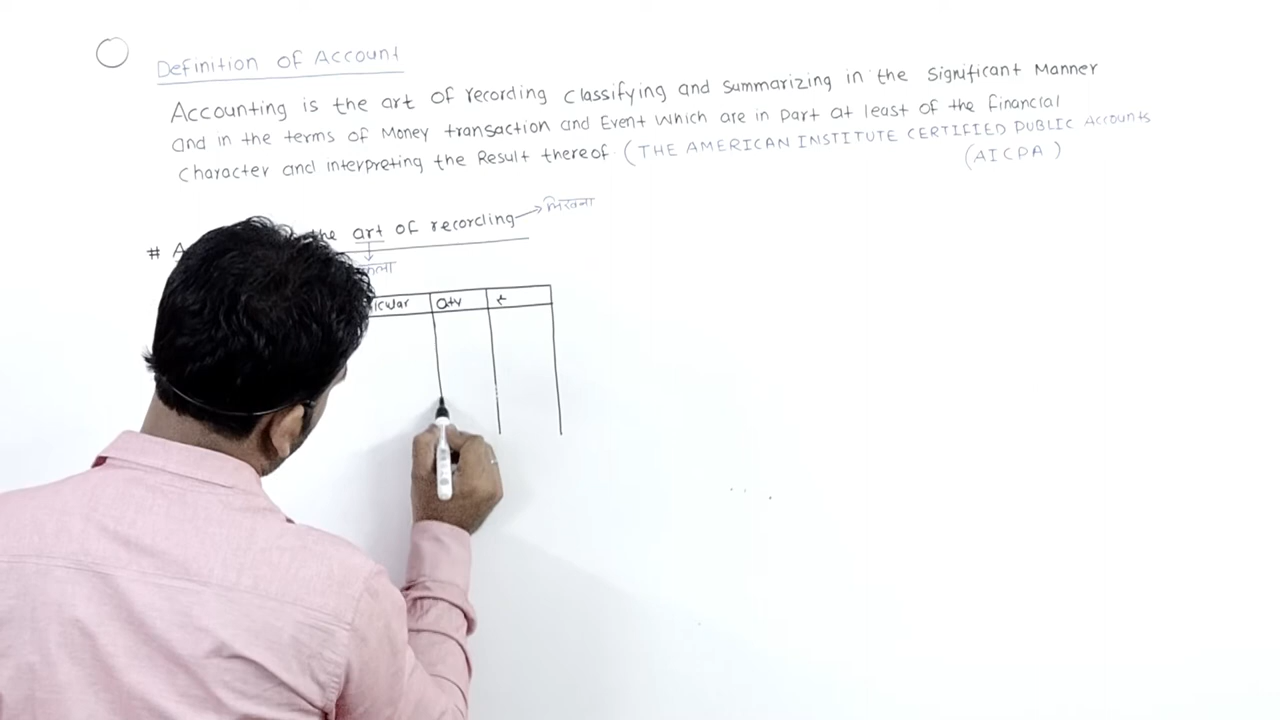 Definition of Account
Accounting is the art of recording classifying and summarizing in the significant Manner
and in the terms of Money transaction and Event which are in part at least of the financial
character and interpreting the Result thereof (THE AMERICAN INSTITUTE CERTIFIED PUBLIC Accounts
(AICPA)
# the art of recording लिखना
कला
Qty